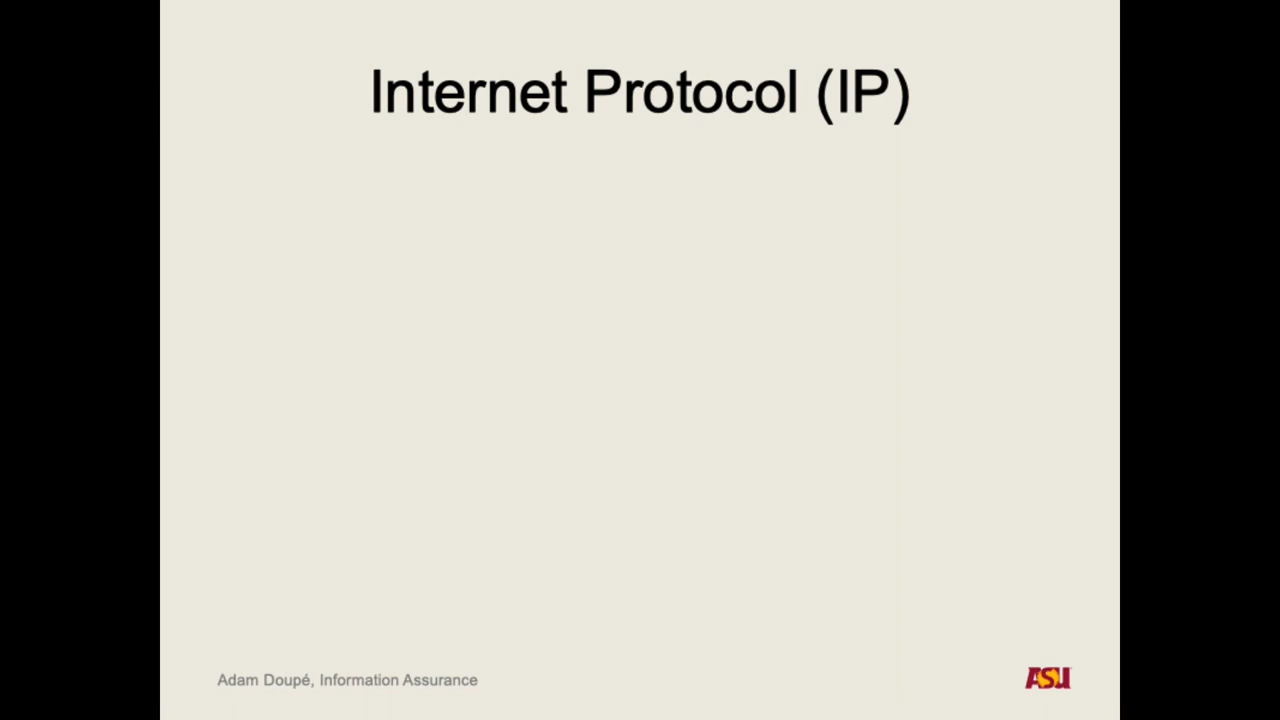 Internet Protocol (IP)
Adam Doupé, Information Assurance
ASU